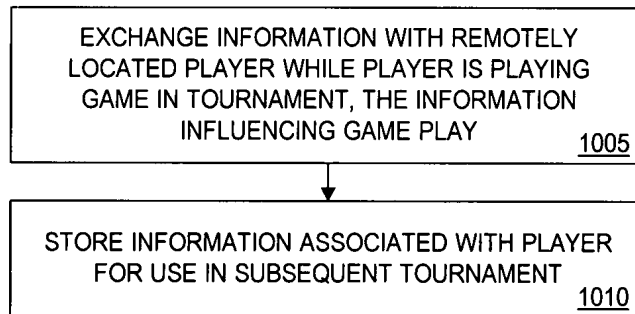 EXCHANGE INFORMATION WITH REMOTELY
LOCATED PLAYER WHILE PLAYER IS PLAYING
GAME IN TOURNAMENT, THE INFORMATION
INFLUENCING GAME PLAY
1005
STORE INFORMATION ASSOCIATED WITH PLAYER
FOR USE IN SUBSEQUENT TOURNAMENT
1010